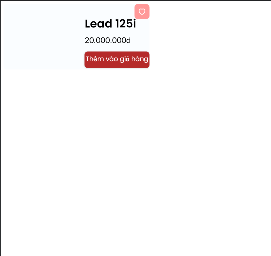 Lead 125i
20.000.000đ
Thêm vào giỏ hàng